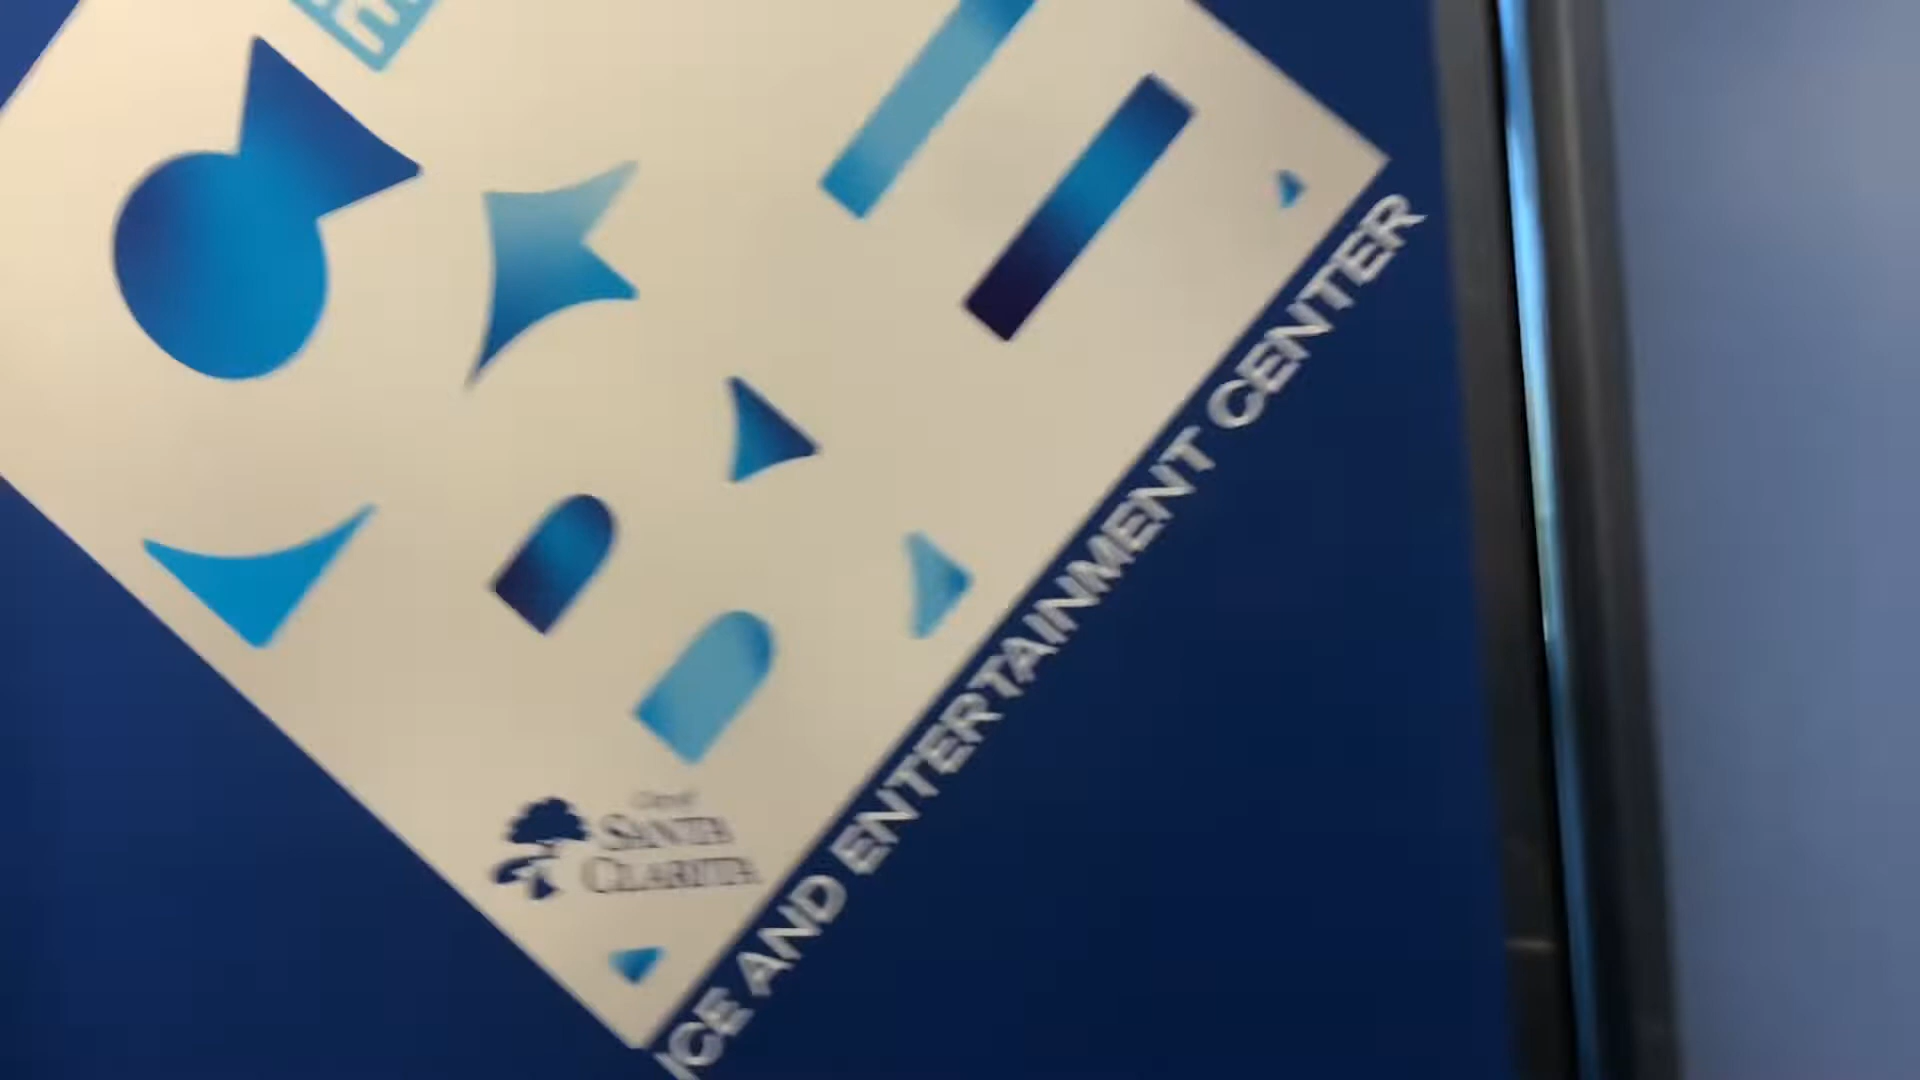 City of
SANTA
CLARITA
ICE AND ENTERTAINMENT CENTER